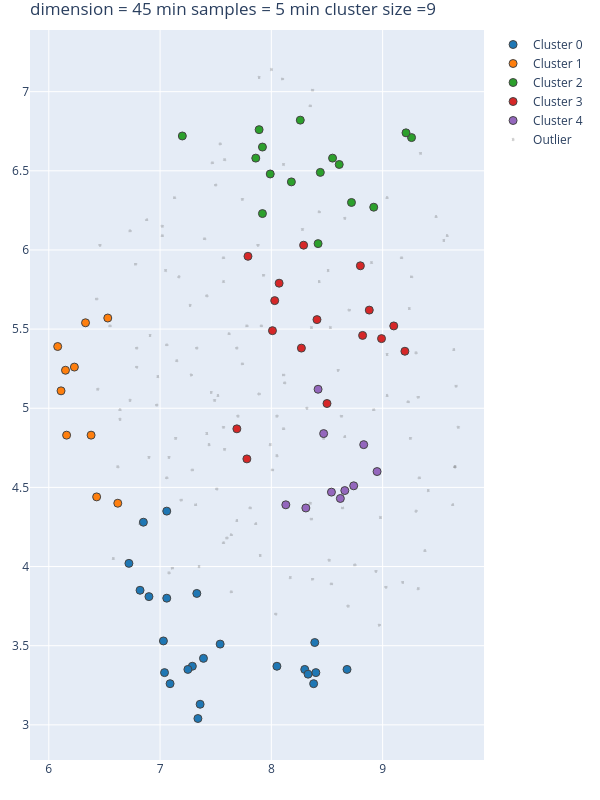 dimension = 45 min samples = 5 min cluster size =9
Cluster 0
Cluster 1
Cluster 2
Cluster 3
Cluster 4
Outlier
7
6.5
6
5.5
5
4.5
4
3.5
3
6 7 8 9